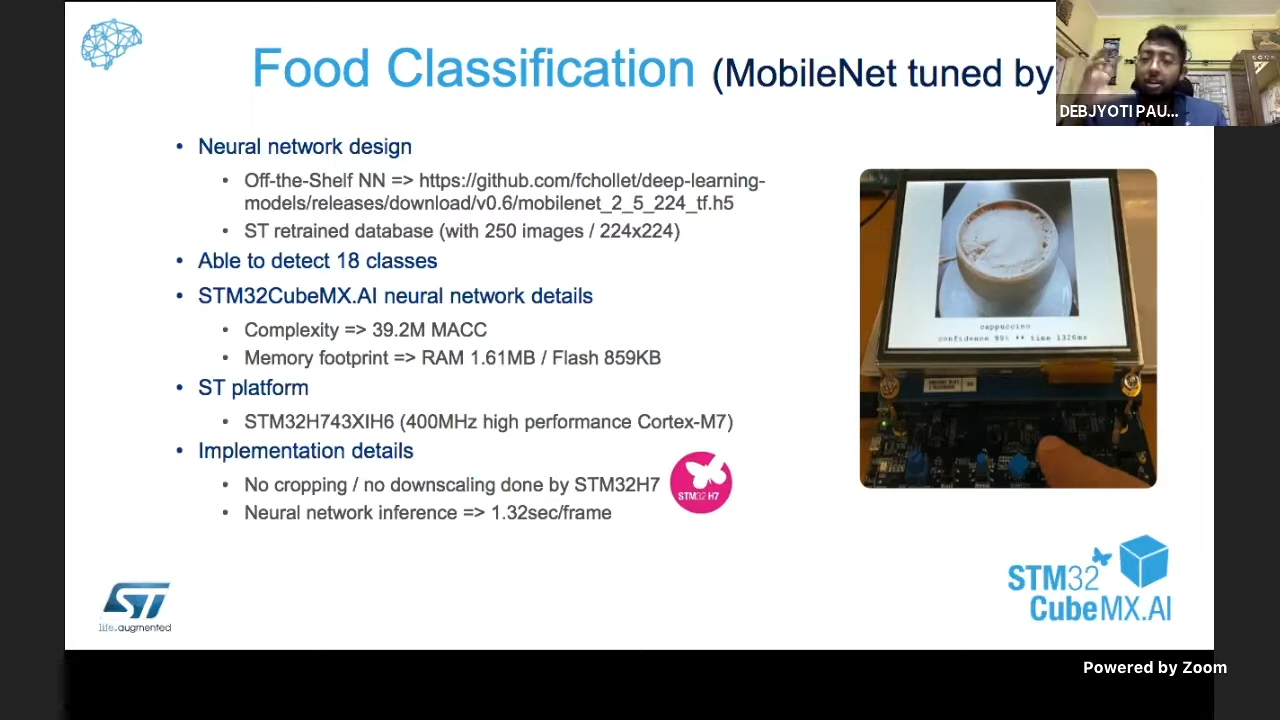 Food Classification (MobileNet tuned by
DEBJYOTI PAU...
• Neural network design
• Off-the-Shelf NN => https://github.com/fchollet/deep-learning-
models/releases/download/v0.6/mobilenet_2_5_224_tf.h5
• ST retrained database (with 250 images / 224x224)
• Able to detect 18 classes
• STM32CubeMX.AI neural network details
• Complexity => 39.2M MACC
• Memory footprint => RAM 1.61MB / Flash 859KB
• ST platform
• STM32H743XIH6 (400MHz high performance Cortex-M7)
• Implementation details
• No cropping / no downscaling done by STM32H7
• Neural network inference => 1.32sec/frame
STM32 H7
cappuccino
confidence 99% ** time 1326ms
ST
life.augmented
STM32
CubeMX.AI
Powered by Zoom